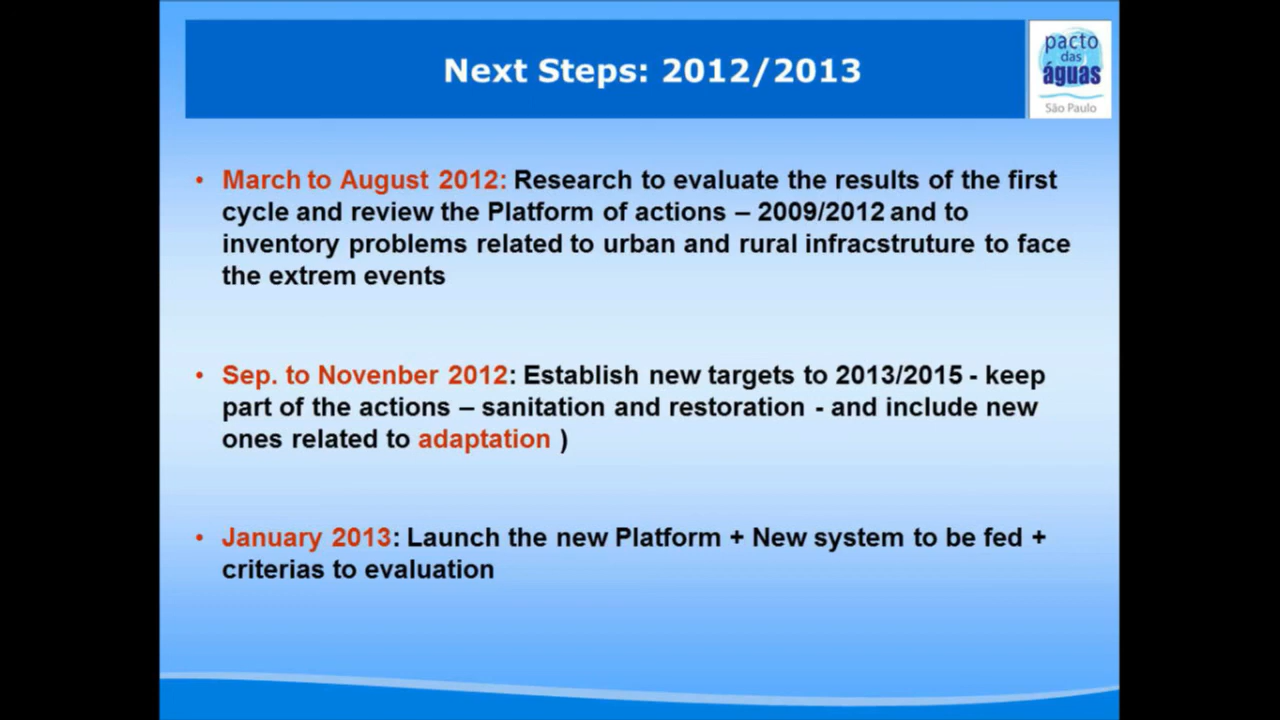 Next Steps: 2012/2013
pacto
das
águas
São Paulo
• March to August 2012: Research to evaluate the results of the first
cycle and review the Platform of actions – 2009/2012 and to
inventory problems related to urban and rural infracstruture to face
the extrem events
• Sep. to Novenber 2012: Establish new targets to 2013/2015 - keep
part of the actions – sanitation and restoration - and include new
ones related to adaptation )
• January 2013: Launch the new Platform + New system to be fed +
criterias to evaluation